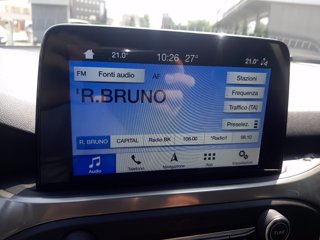 21.0° 10:26 27° 21.0°
FM Fonti audio AF Stazioni
'R.BRUNO
Frequenza
Traffico (TA)
Preselez.
R. BRUNO CAPITAL Radio BK 106.00 *Radio1 98.10
Audio Telefono Navigazione App Impostazioni
TUNE